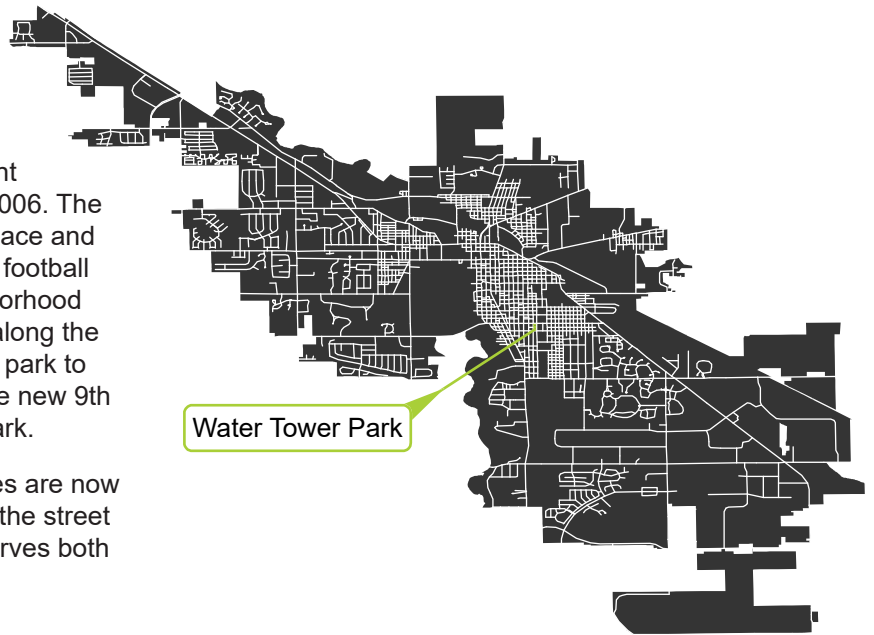 nt
006. The
ace and
football
orhood
along the
park to
e new 9th
ark.
es are now
the street
rves both
Water Tower Park